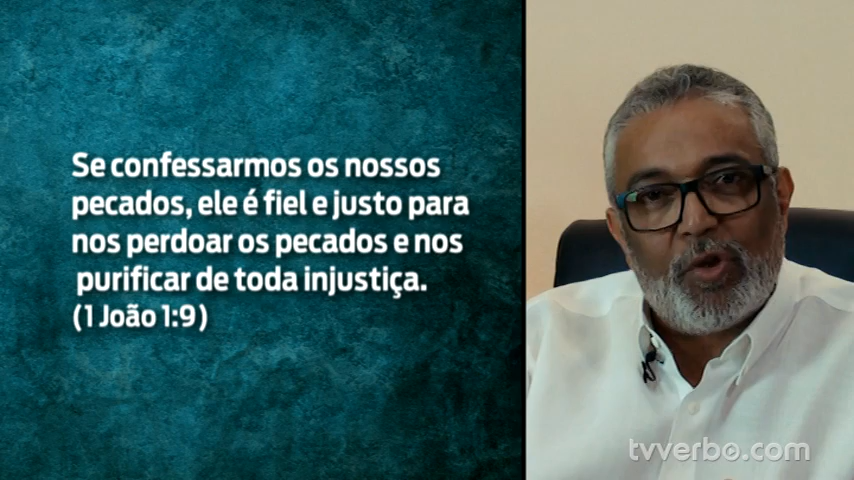 Se confessarmos os nossos
pecados, ele é fiel e justo para
nos perdoar os pecados e nos
purificar de toda injustiça.
(1 João 1:9)
tvverbo.com